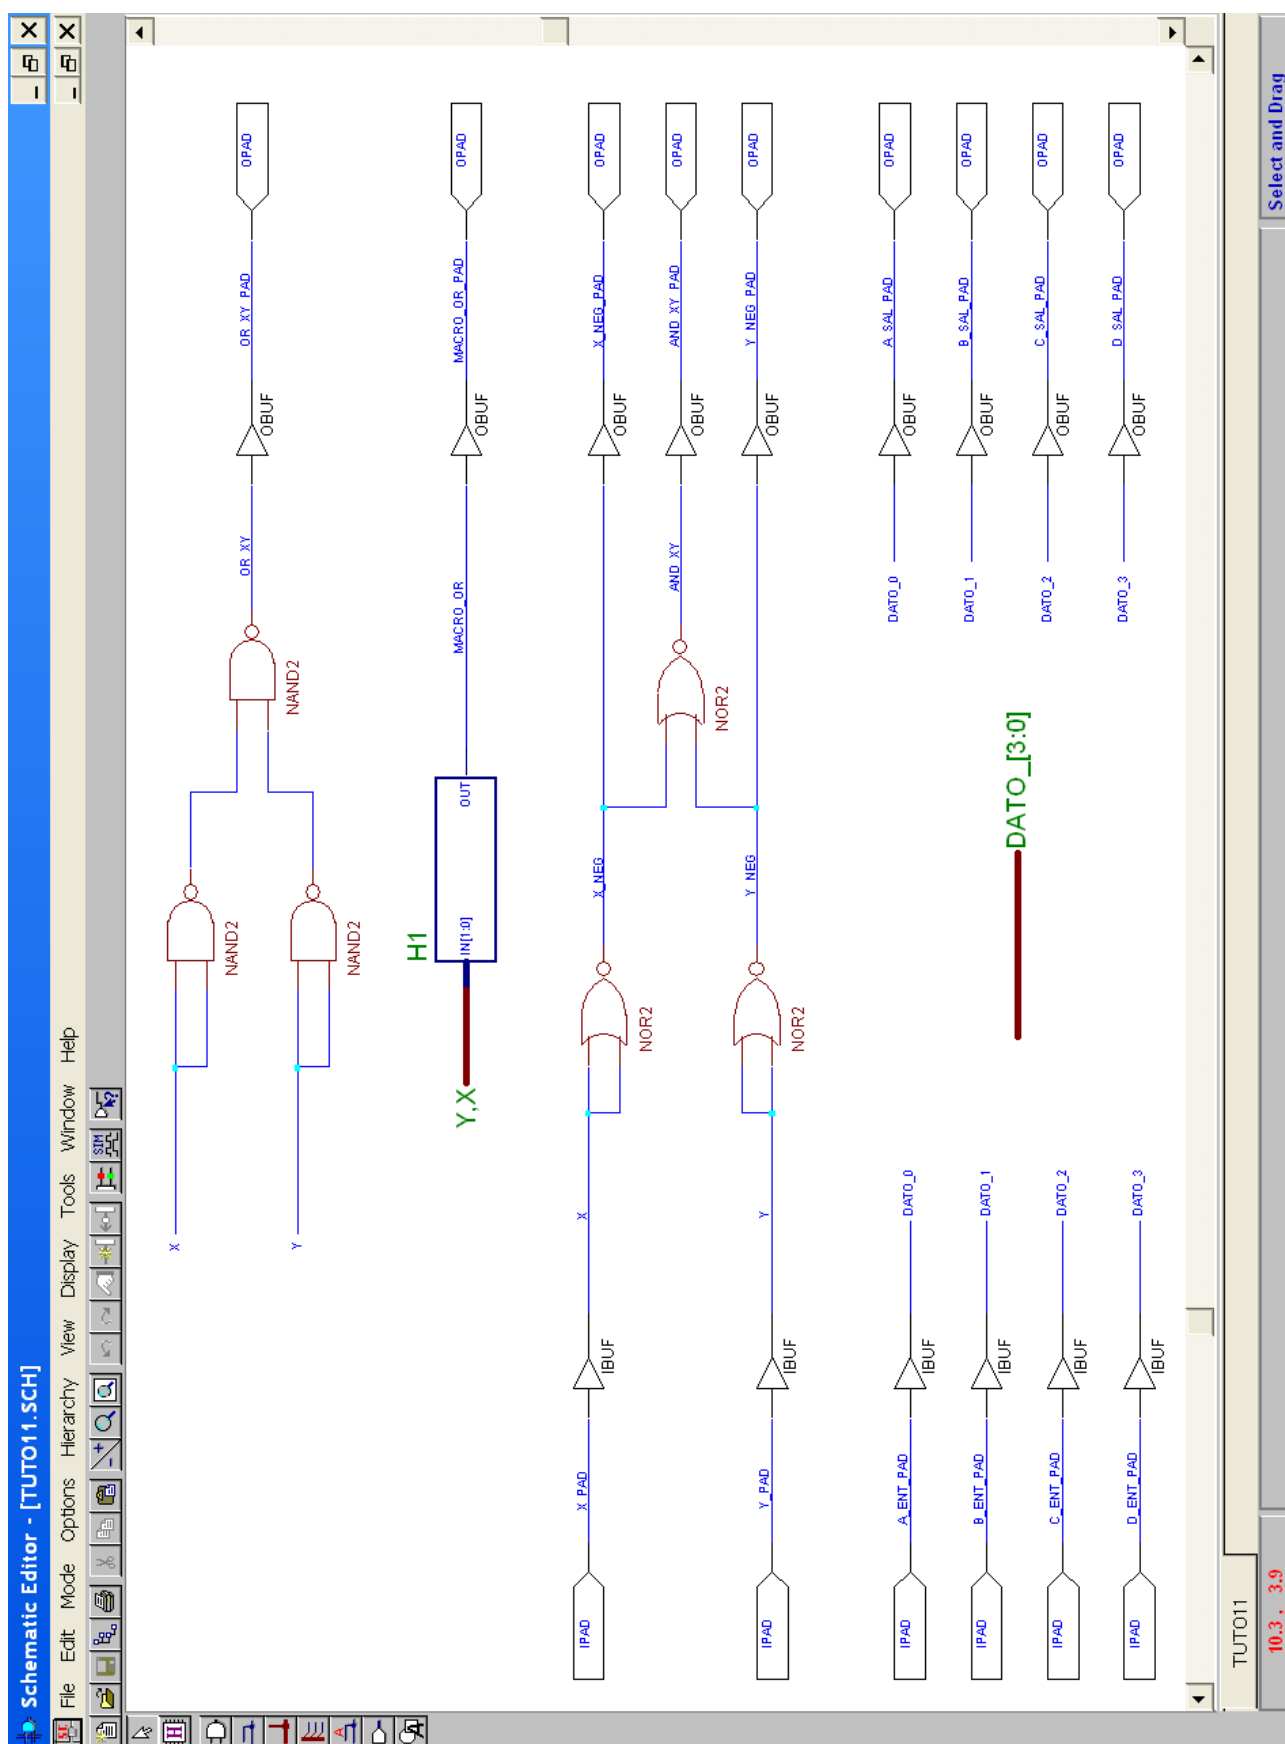 Schematic Editor - [TUTO11.SCH]
File Edit Mode Options Hierarchy View Display Tools Window Help
SIM
X
NAND2
Y
NAND2
NAND2
OR_XY
OBUF
OR_XY_PAD
OPAD
H1
Y,X
IN[1:0]
OUT
MACRO_OR
OBUF
MACRO_OR_PAD
OPAD
IPAD
X_PAD
IBUF
X
NOR2
X_NEG
OBUF
X_NEG_PAD
OPAD
NOR2
AND_XY
OBUF
AND_XY_PAD
OPAD
IPAD
Y_PAD
IBUF
Y
NOR2
Y_NEG
OBUF
Y_NEG_PAD
OPAD
IPAD
A_ENT_PAD
IBUF
DATO_0
DATO_0
OBUF
A_SAL_PAD
OPAD
IPAD
B_ENT_PAD
IBUF
DATO_1
DATO_1
OBUF
B_SAL_PAD
OPAD
DATO_[3:0]
IPAD
C_ENT_PAD
IBUF
DATO_2
DATO_2
OBUF
C_SAL_PAD
OPAD
IPAD
D_ENT_PAD
IBUF
DATO_3
DATO_3
OBUF
D_SAL_PAD
OPAD
TUTO11
10.3 , 3.9
Select and Drag